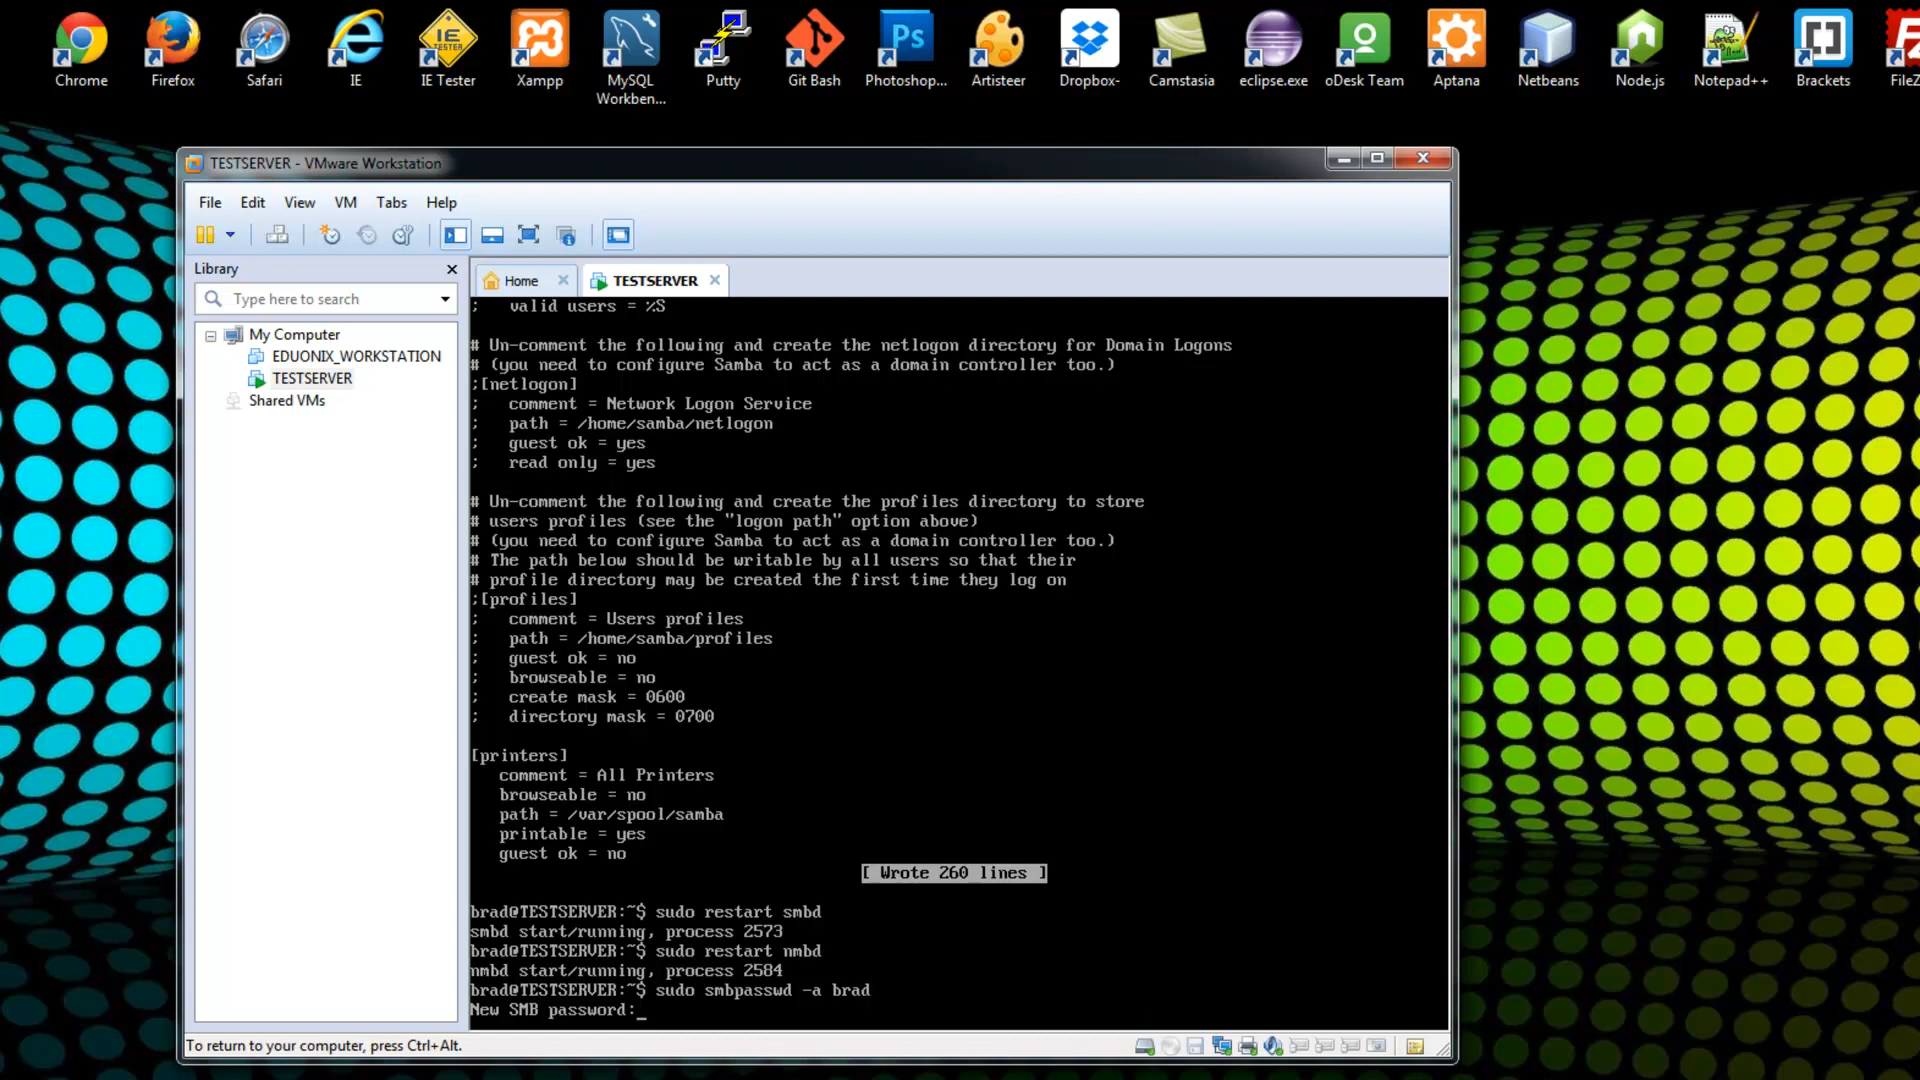 Chrome
Firefox
Safari
IE
IE Tester
Xampp
MySQL
Workben...
Putty
Git Bash
Photoshop...
Artisteer
Dropbox-
Camstasia
eclipse.exe
oDesk Team
Aptana
Netbeans
Node.js
Notepad++
Brackets
FileZ
TESTSERVER - VMware Workstation
File Edit View VM Tabs Help
Library
Type here to search
My Computer
EDUONIX_WORKSTATION
TESTSERVER
Shared VMs
Home
TESTSERVER
;   valid users = %S
# Un-comment the following and create the netlogon directory for Domain Logons
# (you need to configure Samba to act as a domain controller too.)
;[netlogon]
;   comment = Network Logon Service
;   path = /home/samba/netlogon
;   guest ok = yes
;   read only = yes
# Un-comment the following and create the profiles directory to store
# users profiles (see the "logon path" option above)
# (you need to configure Samba to act as a domain controller too.)
# The path below should be writable by all users so that their
# profile directory may be created the first time they log on
;[profiles]
;   comment = Users profiles
;   path = /home/samba/profiles
;   guest ok = no
;   browseable = no
;   create mask = 0600
;   directory mask = 0700
[printers]
   comment = All Printers
   browseable = no
   path = /var/spool/samba
   printable = yes
   guest ok = no
[ Wrote 260 lines ]
brad@TESTSERVER:~$ sudo restart smbd
smbd start/running, process 2573
brad@TESTSERVER:~$ sudo restart nmbd
nmbd start/running, process 2584
brad@TESTSERVER:~$ sudo smbpasswd -a brad
New SMB password:_
To return to your computer, press Ctrl+Alt.